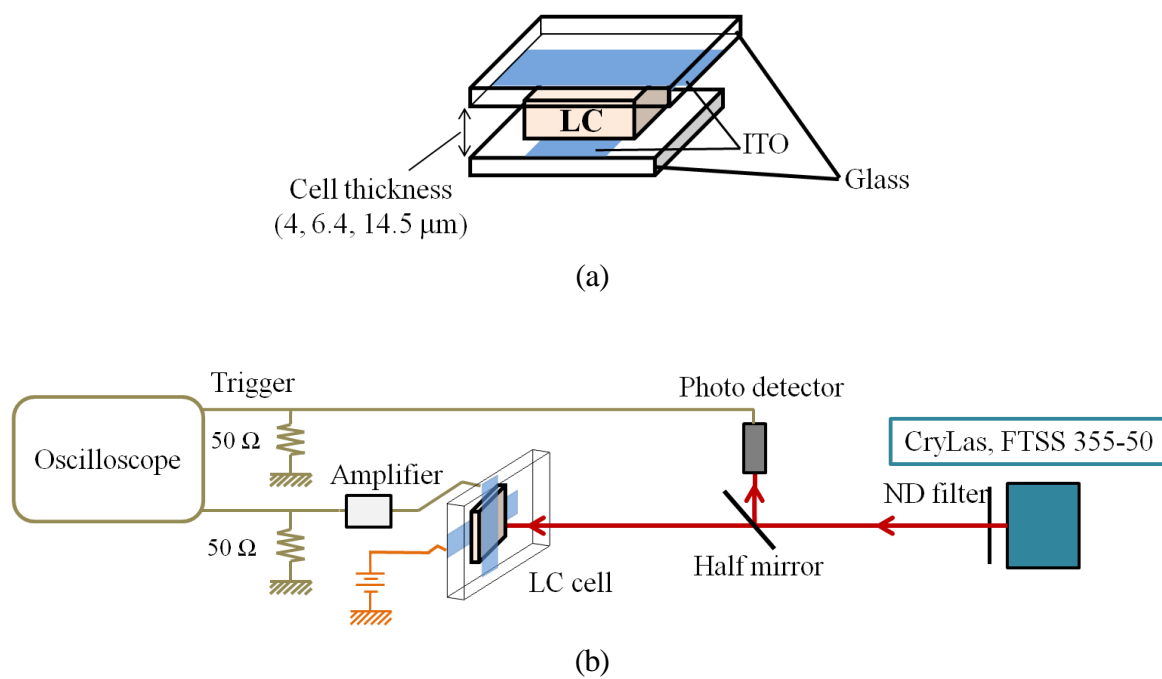 LC
ITO
Glass
Cell thickness
(4, 6.4, 14.5 μm)
(a)
Trigger
Photo detector
50 Ω
CryLas, FTSS 355-50
Oscilloscope
Amplifier
ND filter
50 Ω
Half mirror
LC cell
(b)